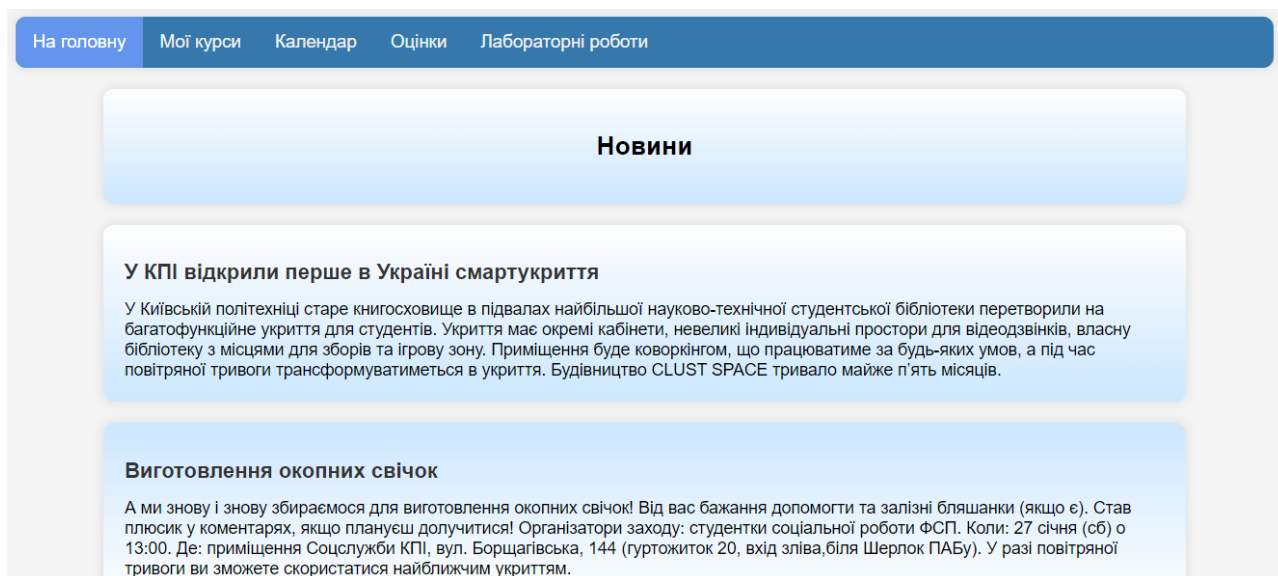 На головну Мої курси Календар Оцінки Лабораторні роботи
Новини
У КПІ відкрили перше в Україні смартукриття
У Київській політехніці старе книгосховище в підвалах найбільшої науково-технічної студентської бібліотеки перетворили на
багатофункційне укриття для студентів. Укриття має окремі кабінети, невеликі індивідуальні простори для відеодзвінків, власну
бібліотеку з місцями для зборів та ігрову зону. Приміщення буде коворкінгом, що працюватиме за будь-яких умов, а під час
повітряної тривоги трансформуватиметься в укриття. Будівництво CLUST SPACE тривало майже п’ять місяців.
Виготовлення окопних свічок
А ми знову і знову збираємося для виготовлення окопних свічок! Від вас бажання допомогти та залізні бляшанки (якщо є). Став
плюсик у коментарях, якщо плануєш долучитися! Організатори заходу: студентки соціальної роботи ФСП. Коли: 27 січня (сб) о
13:00. Де: приміщення Соцслужби КПІ, вул. Борщагівська, 144 (гуртожиток 20, вхід зліва,біля Шерлок ПАБу). У разі повітряної
тривоги ви зможете скористатися найближчим укриттям.